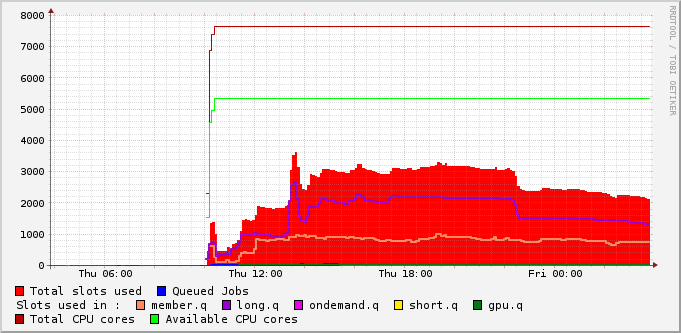 8000
7000
6000
5000
4000
3000
2000
1000
0
Thu 06:00 Thu 12:00 Thu 18:00 Fri 00:00
Total slots used Queued Jobs
Slots used in : member.q long.q ondemand.q short.q gpu.q
Total CPU cores Available CPU cores
RRDTOOL / TOBI OETIKER